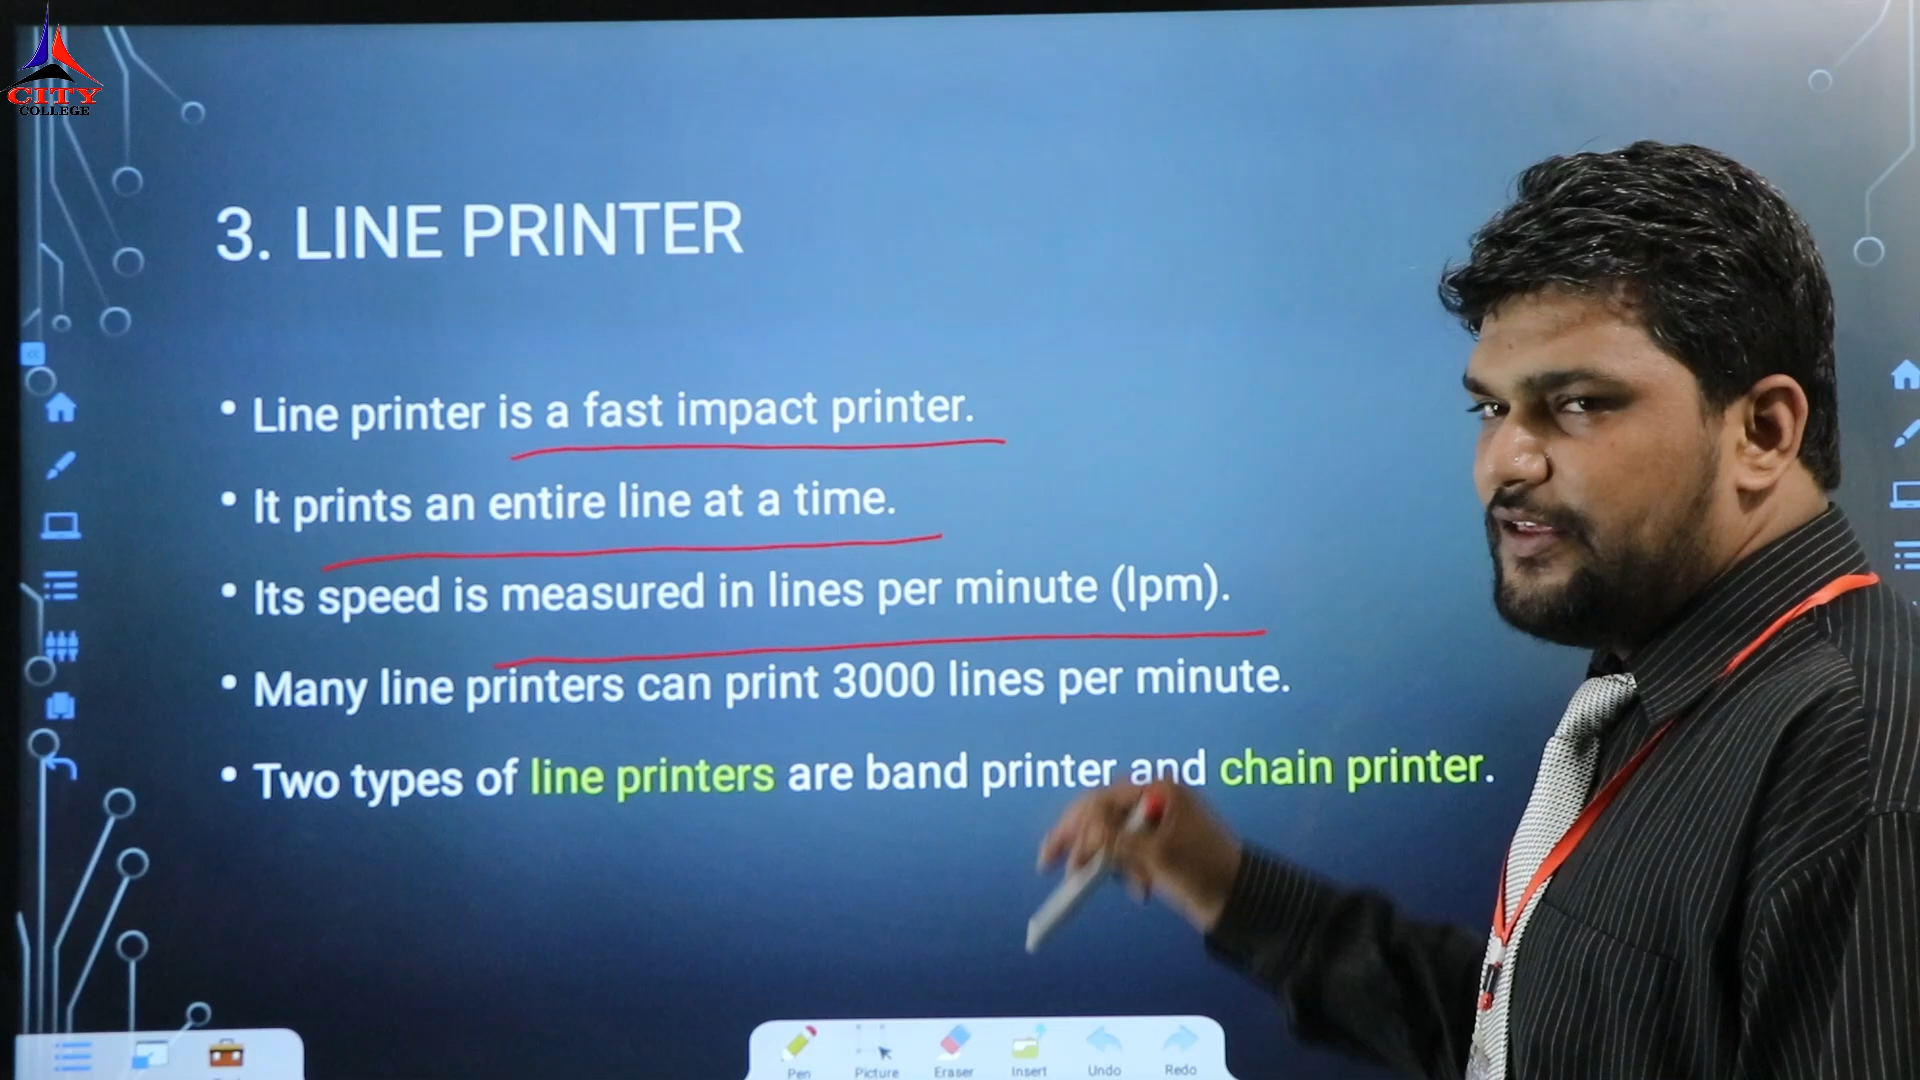 CITY
COLLEGE
3. LINE PRINTER
• Line printer is a fast impact printer.
• It prints an entire line at a time.
• Its speed is measured in lines per minute (lpm).
• Many line printers can print 3000 lines per minute.
• Two types of line printers are band printer and chain printer.
Pen Picture Eraser Insert Undo Redo